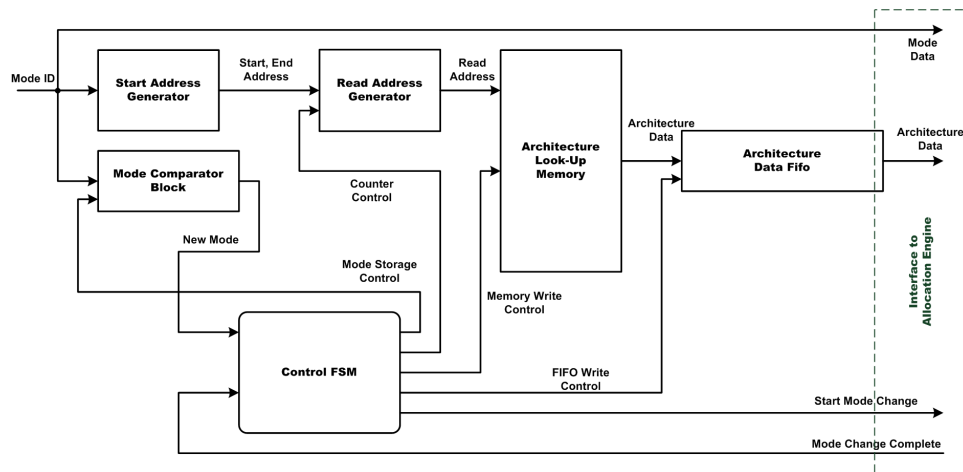 Mode
Data
Mode ID
Start Address
Generator
Start, End
Address
Read Address
Generator
Read
Address
Architecture
Look-Up
Memory
Architecture
Data
Architecture
Data Fifo
Architecture
Data
Mode Comparator
Block
Counter
Control
New Mode
Mode Storage
Control
Memory Write
Control
Interface to
Allocation Engine
Control FSM
FIFO Write
Control
Start Mode Change
Mode Change Complete